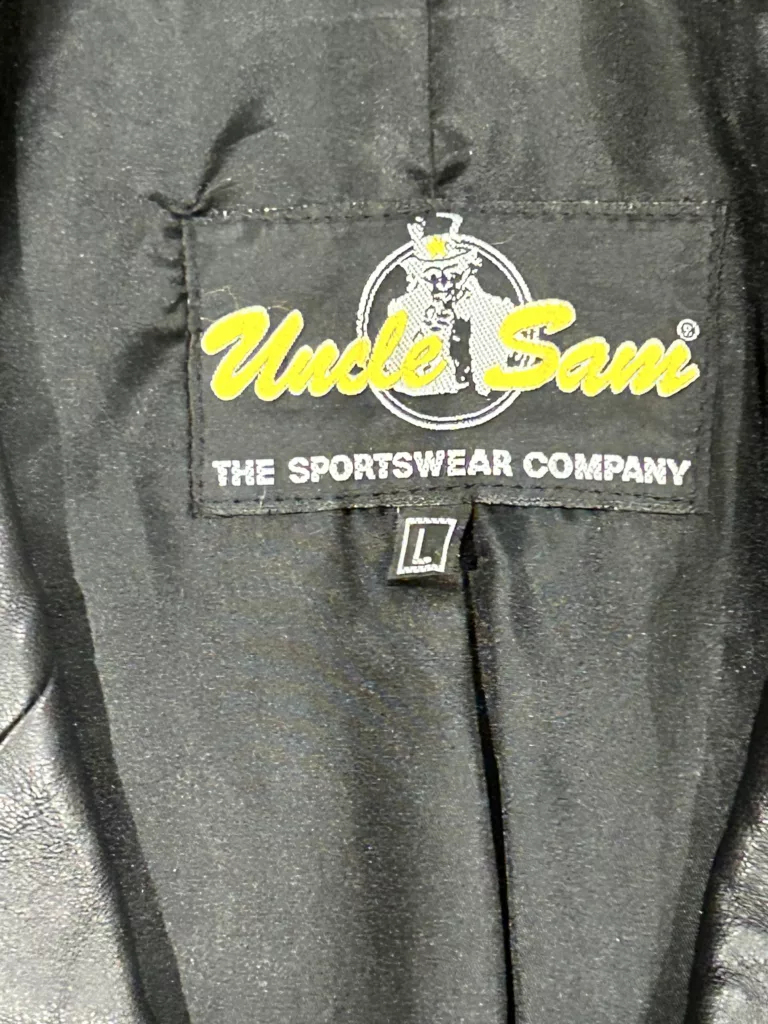 Uncle Sam®
THE SPORTSWEAR COMPANY
L